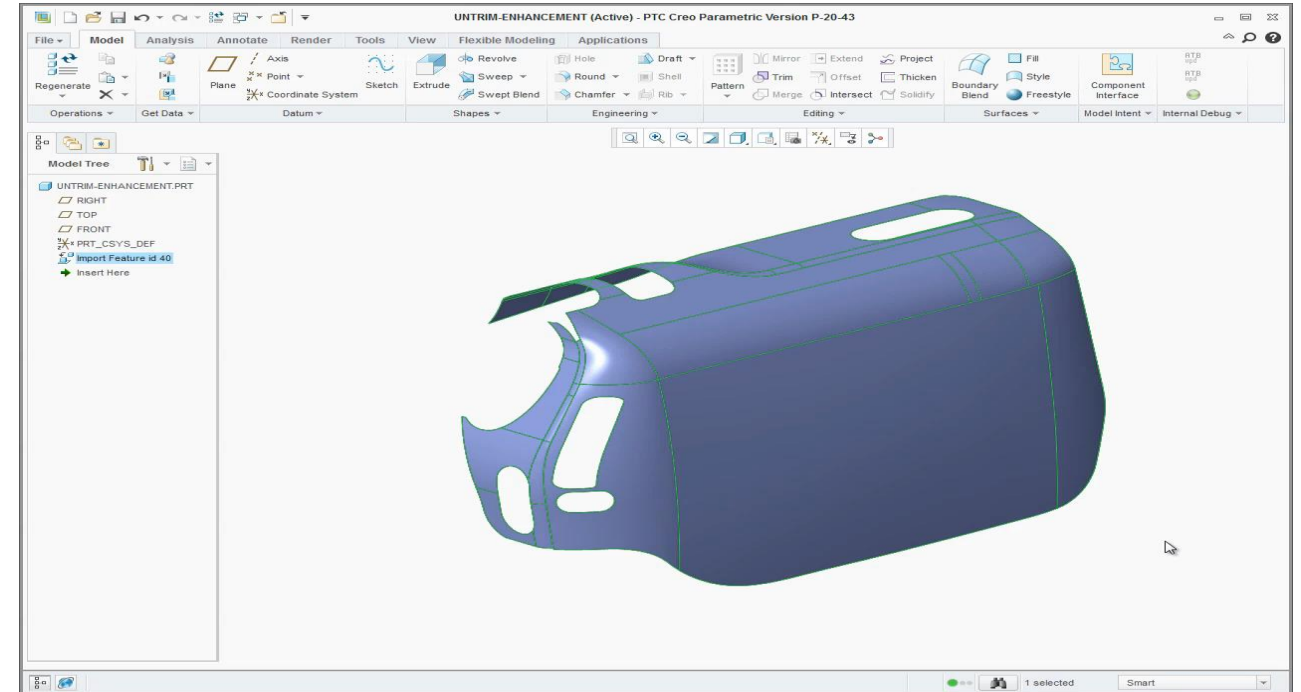 UNTRIM-ENHANCEMENT (Active) - PTC Creo Parametric Version P-20-43
File Model Analysis Annotate Render Tools View Flexible Modeling Applications
Regenerate
Operations
Get Data
Plane
Axis
Point
Coordinate System
Sketch
Datum
Extrude
Revolve
Sweep
Swept Blend
Shapes
Hole Draft
Round Shell
Chamfer Rib
Engineering
Pattern
Mirror Extend Project
Trim Offset Thicken
Merge Intersect Solidify
Editing
Boundary Blend
Fill
Style
Freestyle
Surfaces
Component Interface
Model Intent
Internal Debug
Model Tree
UNTRIM-ENHANCEMENT.PRT
RIGHT
TOP
FRONT
PRT_CSYS_DEF
Import Feature id 40
Insert Here
1 selected
Smart